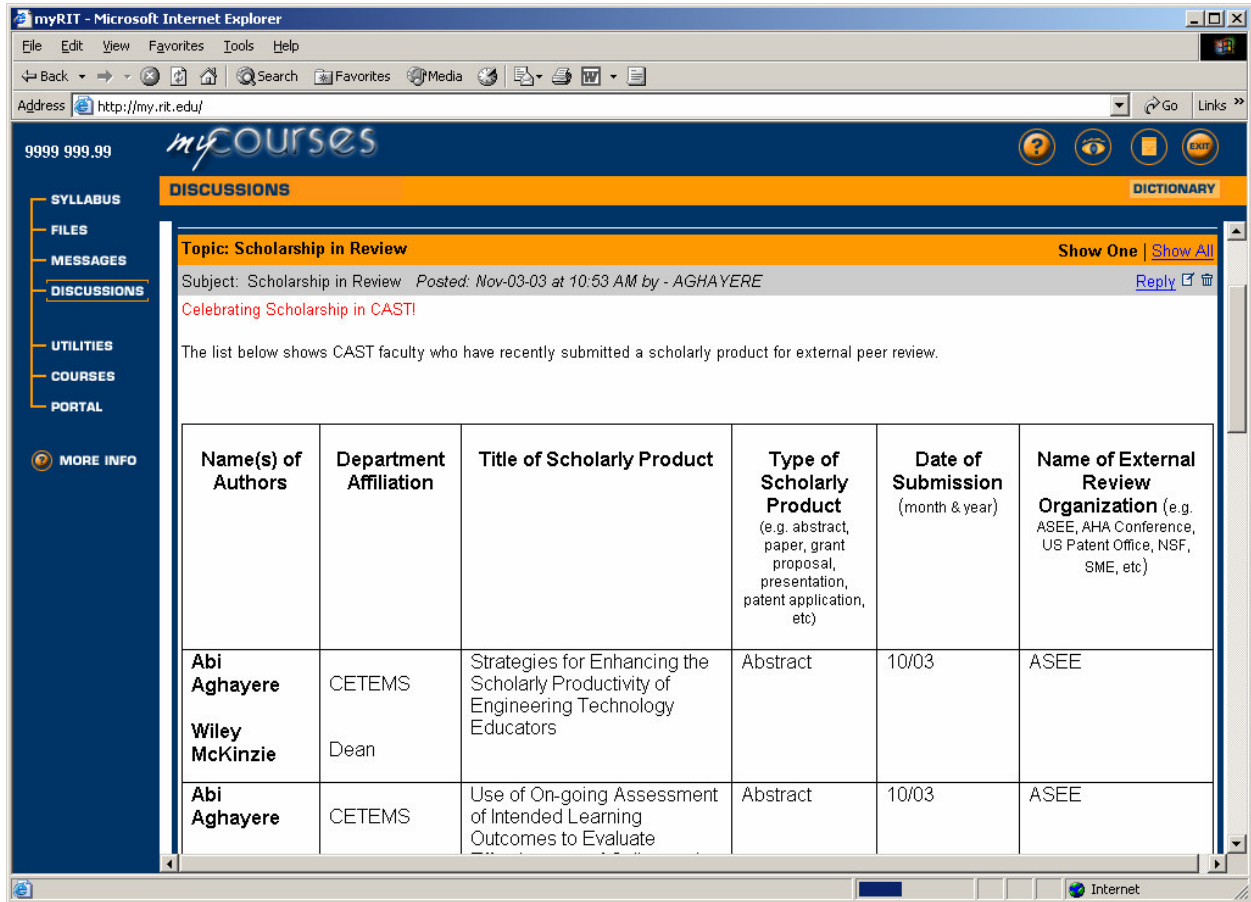 myRIT - Microsoft Internet Explorer
File Edit View Favorites Tools Help
Back Search Favorites Media
Address http://my.rit.edu/ Go Links »
9999 999.99
mycourses
? EXIT
DISCUSSIONS DICTIONARY
SYLLABUS
FILES
MESSAGES
DISCUSSIONS
UTILITIES
COURSES
PORTAL
? MORE INFO
Topic: Scholarship in Review Show One | Show All
Subject: Scholarship in Review Posted: Nov-03-03 at 10:53 AM by - AGHAYERE Reply
Celebrating Scholarship in CAST!
The list below shows CAST faculty who have recently submitted a scholarly product for external peer review.
Name(s) of
Authors
Department
Affiliation
Title of Scholarly Product
Type of
Scholarly
Product
(e.g. abstract,
paper, grant
proposal,
presentation,
patent application,
etc)
Date of
Submission
(month & year)
Name of External
Review
Organization (e.g.
ASEE, AHA Conference,
US Patent Office, NSF,
SME, etc)
Abi
Aghayere
Wiley
McKinzie
CETEMS
Dean
Strategies for Enhancing the
Scholarly Productivity of
Engineering Technology
Educators
Abstract
10/03
ASEE
Abi
Aghayere
CETEMS
Use of On-going Assessment
of Intended Learning
Outcomes to Evaluate
Abstract
10/03
ASEE
Internet